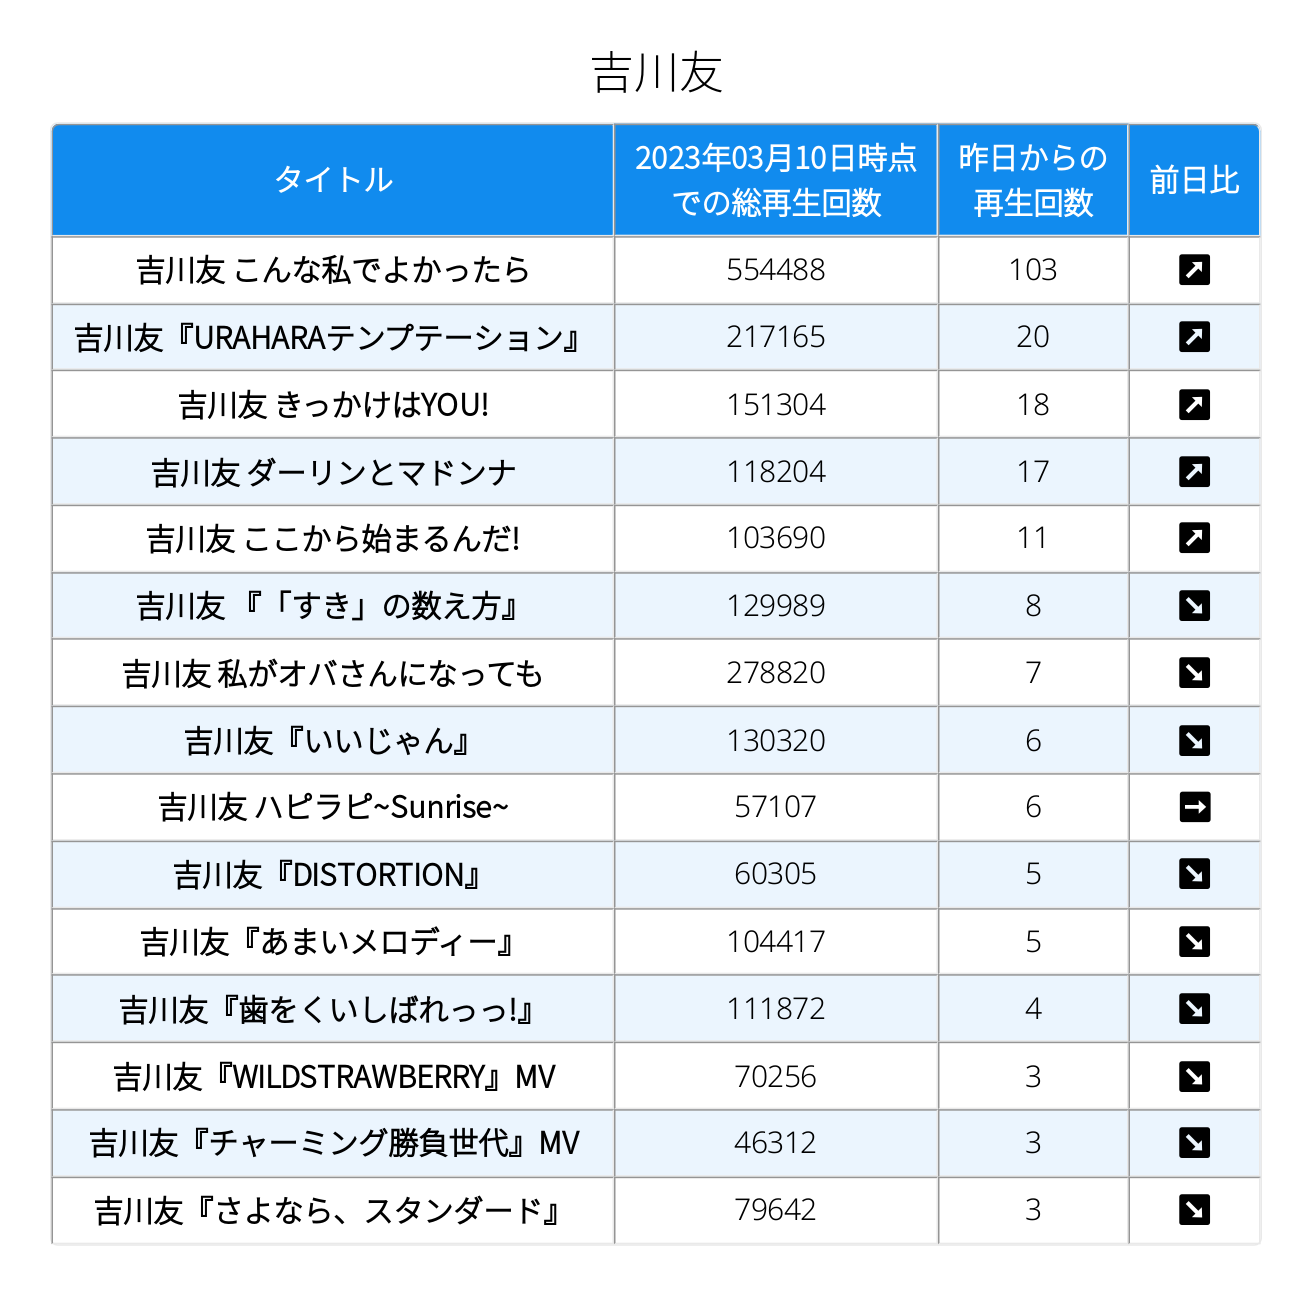 吉川友
タイトル
2023年03月10日時点
での総再生回数
昨日からの
再生回数
前日比
吉川友 こんな私でよかったら 554488 103
吉川友『URAHARAテンプテーション』 217165 20
吉川友 きっかけはYOU! 151304 18
吉川友 ダーリンとマドンナ 118204 17
吉川友 ここから始まるんだ! 103690 11
吉川友 『「すき」の数え方』 129989 8
吉川友 私がオバさんになっても 278820 7
吉川友『いいじゃん』 130320 6
吉川友 ハピラピ~Sunrise~ 57107 6
吉川友『DISTORTION』 60305 5
吉川友『あまいメロディー』 104417 5
吉川友『歯をくいしばれっっ!』 111872 4
吉川友『WILDSTRAWBERRY』MV 70256 3
吉川友『チャーミング勝負世代』MV 46312 3
吉川友『さよなら、スタンダード』 79642 3